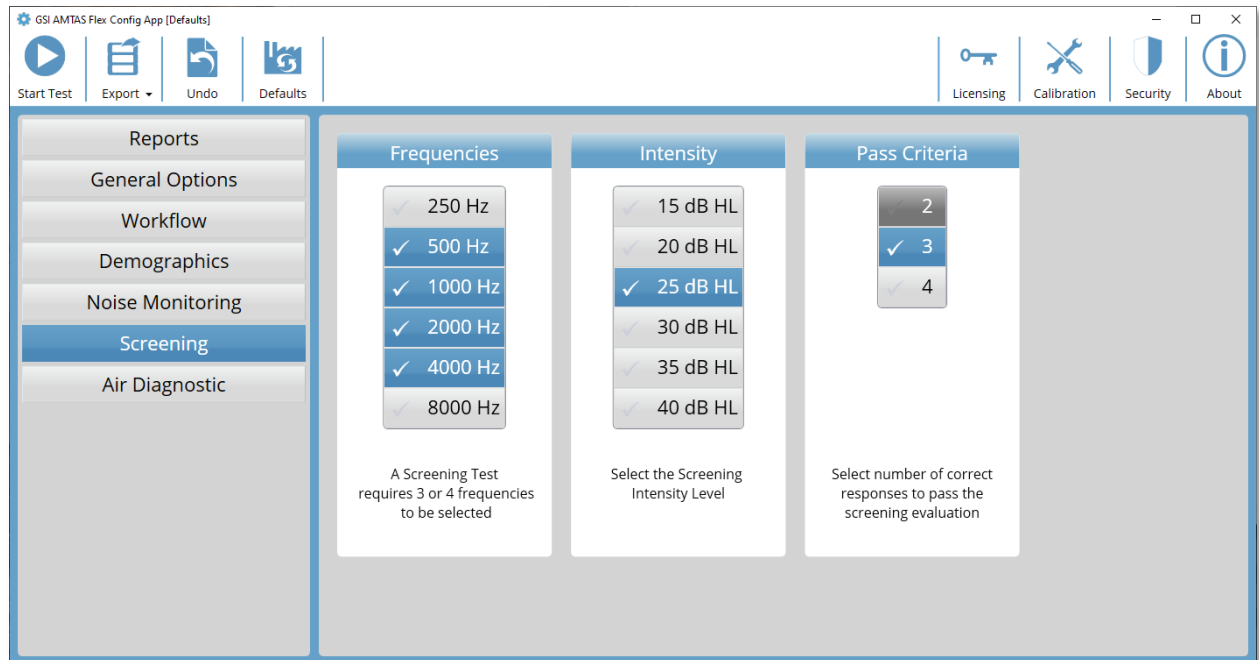 GSI AMTAS Flex Config App [Defaults]
Start Test
Export
Undo
Defaults
Licensing
Calibration
Security
About
Reports
General Options
Workflow
Demographics
Noise Monitoring
Screening
Air Diagnostic
Frequencies
250 Hz
500 Hz
1000 Hz
2000 Hz
4000 Hz
8000 Hz
A Screening Test
requires 3 or 4 frequencies
to be selected
Intensity
15 dB HL
20 dB HL
25 dB HL
30 dB HL
35 dB HL
40 dB HL
Select the Screening
Intensity Level
Pass Criteria
2
3
4
Select number of correct
responses to pass the
screening evaluation